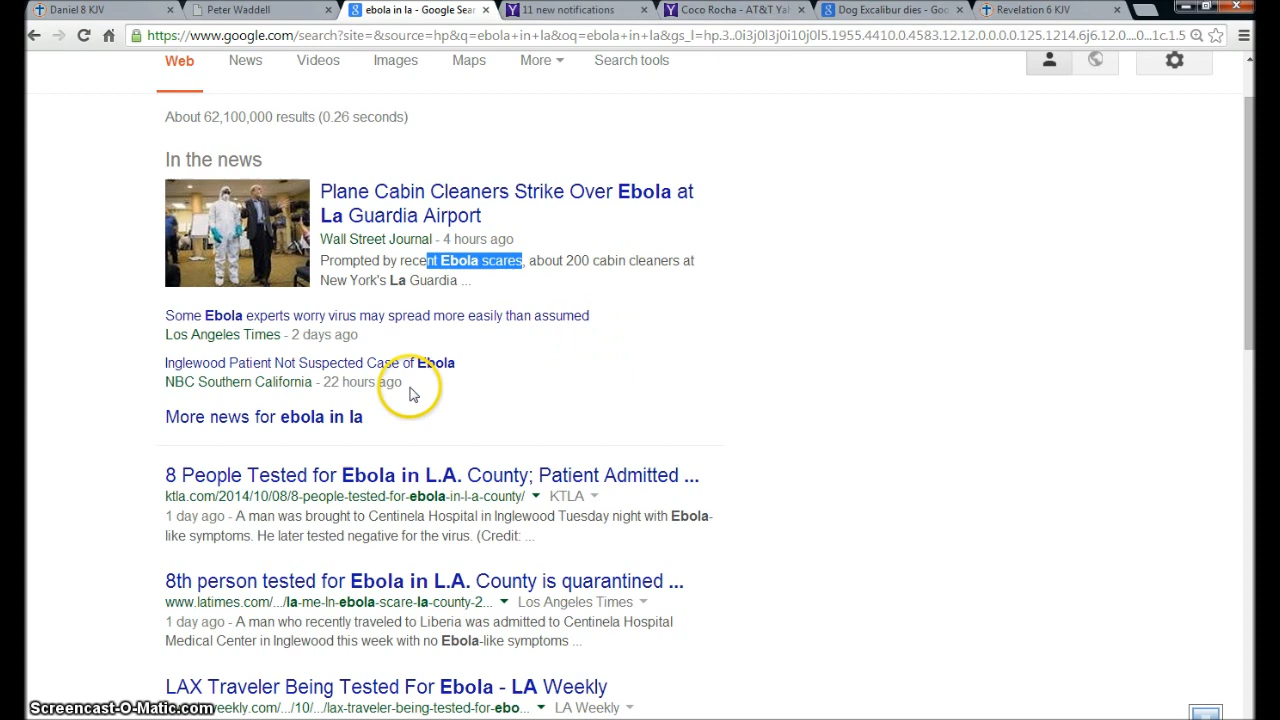 Daniel 8 KJV
Peter Waddell
ebola in la - Google Sear
11 new notifications
Coco Rocha - AT&T Yah
Dog Excalibur dies - Goo
Revelation 6 KJV
https://www.google.com/search?site=&source=hp&q=ebola+in+la&oq=ebola+in+la&gs_l=hp.3..0i3j0l3j0i10j0l5.1955.4410.0.4583.12.12.0.0.0.0.125.1214.6j6.12.0...0...1c.1.5
Web News Videos Images Maps More Search tools
About 62,100,000 results (0.26 seconds)
In the news
Plane Cabin Cleaners Strike Over Ebola at
La Guardia Airport
Wall Street Journal - 4 hours ago
Prompted by recent Ebola scares, about 200 cabin cleaners at
New York's La Guardia ...
Some Ebola experts worry virus may spread more easily than assumed
Los Angeles Times - 2 days ago
Inglewood Patient Not Suspected Case of Ebola
NBC Southern California - 22 hours ago
More news for ebola in la
8 People Tested for Ebola in L.A. County; Patient Admitted ...
ktla.com/2014/10/08/8-people-tested-for-ebola-in-l-a-county/ KTLA
1 day ago - A man was brought to Centinela Hospital in Inglewood Tuesday night with Ebola-
like symptoms. He later tested negative for the virus. (Credit: ...
8th person tested for Ebola in L.A. County is quarantined ...
www.latimes.com/.../la-me-ln-ebola-scare-la-county-2... Los Angeles Times
1 day ago - A man who recently traveled to Liberia was admitted to Centinela Hospital
Medical Center in Inglewood this week with no Ebola-like symptoms ...
LAX Traveler Being Tested For Ebola - LA Weekly
weekly.com/.../10/.../lax-traveler-being-tested-for-ebo... LA Weekly
Screencast-O-Matic.com